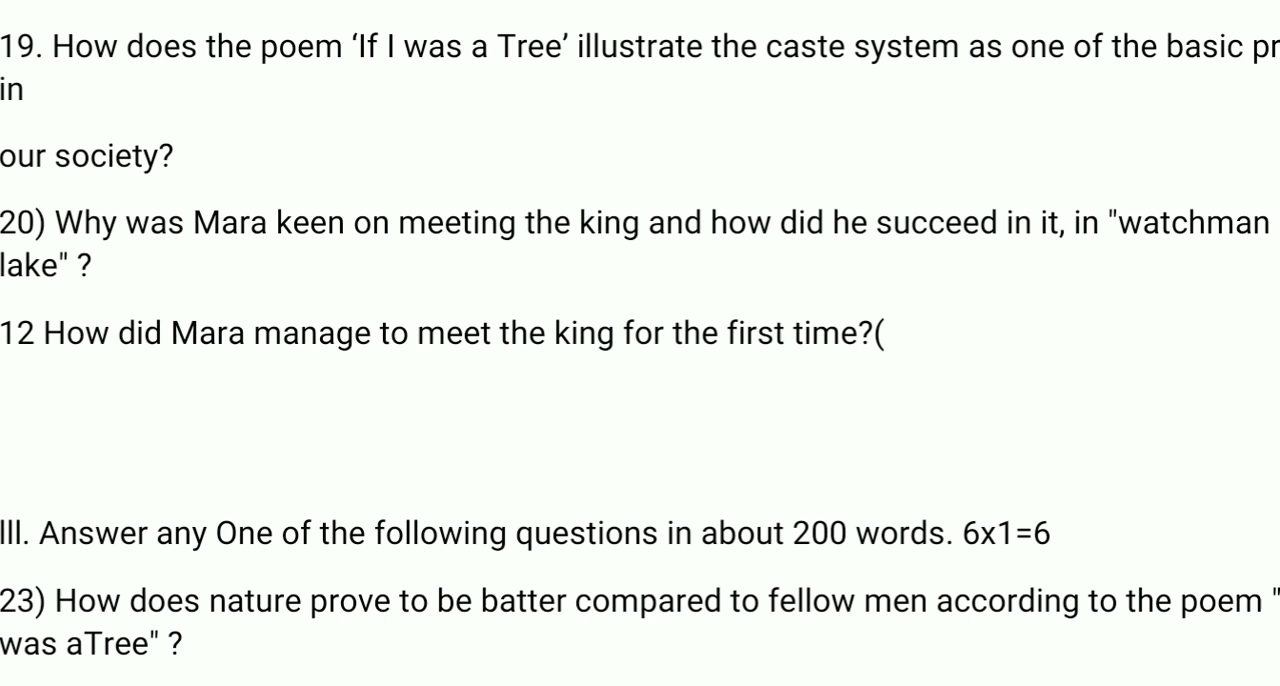 19. How does the poem ‘If I was a Tree’ illustrate the caste system as one of the basic pr
in
our society?
20) Why was Mara keen on meeting the king and how did he succeed in it, in "watchman
lake" ?
12 How did Mara manage to meet the king for the first time?(
lll. Answer any One of the following questions in about 200 words. 6x1=6
23) How does nature prove to be batter compared to fellow men according to the poem "
was aTree" ?